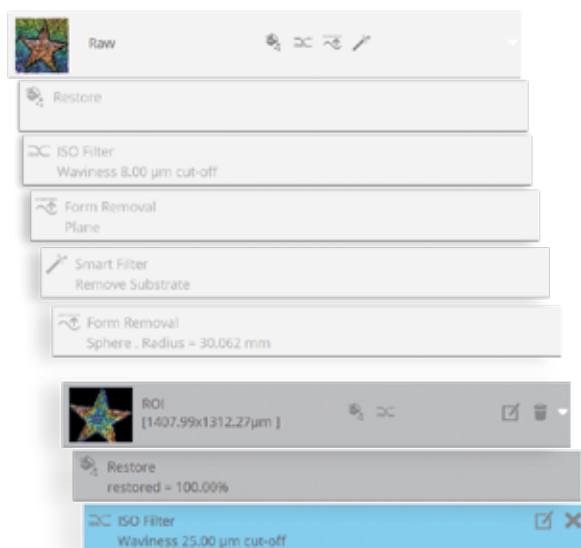 Raw
Restore
ISO Filter
Waviness 8.00 µm cut-off
Form Removal
Plane
Smart Filter
Remove Substrate
Form Removal
Sphere . Radius = 30.062 mm
ROI
[1407.99x1312.27µm ]
Restore
restored = 100.00%
ISO Filter
Waviness 25.00 µm cut-off